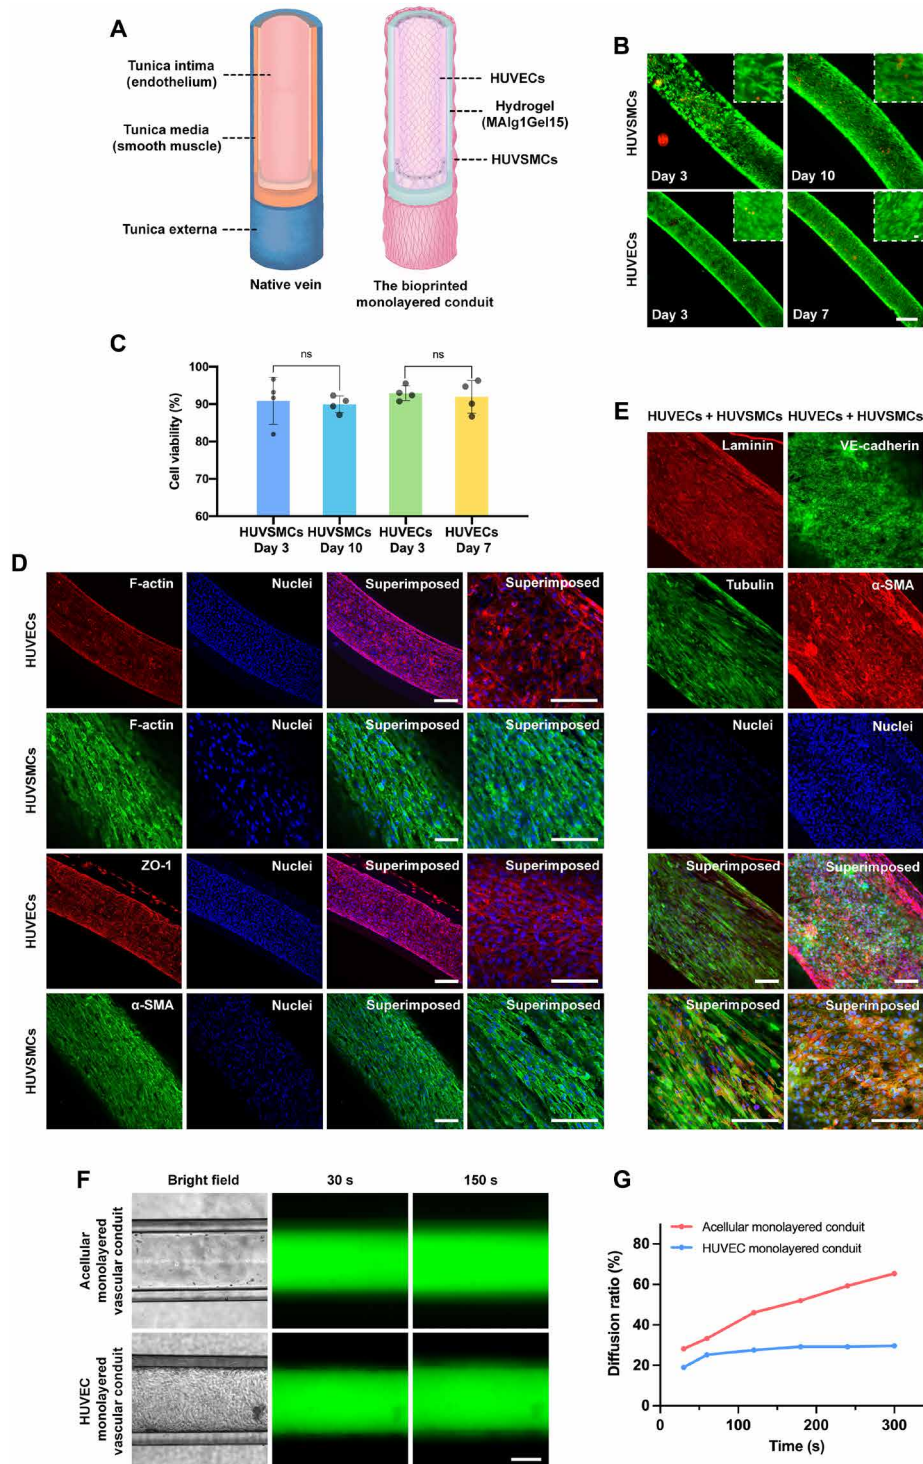 A
Tunica intima
(endothelium)
Tunica media
(smooth muscle)
Tunica externa
Native vein
HUVECs
Hydrogel
(MAlg1Gel15)
HUVSMCs
The bioprinted
monolayered conduit
B
HUVSMCs
Day 3
Day 10
HUVECs
Day 3
Day 7
C
Cell viability (%)
100
90
80
70
60
ns
ns
HUVSMCs
Day 3
HUVSMCs
Day 10
HUVECs
Day 3
HUVECs
Day 7
D
HUVECs
F-actin
Nuclei
Superimposed
Superimposed
HUVSMCs
F-actin
Nuclei
Superimposed
Superimposed
HUVECs
ZO-1
Nuclei
Superimposed
Superimposed
HUVSMCs
α-SMA
Nuclei
Superimposed
Superimposed
E
HUVECs + HUVSMCs
HUVECs + HUVSMCs
Laminin
VE-cadherin
Tubulin
α-SMA
Nuclei
Nuclei
Superimposed
Superimposed
Superimposed
Superimposed
F
Bright field
30 s
150 s
Acellular
monolayered
vascular conduit
HUVEC
monolayered
vascular conduit
G
Acellular monolayered conduit
HUVEC monolayered conduit
Diffusion ratio (%)
80
60
40
20
0
0
100
200
300
Time (s)